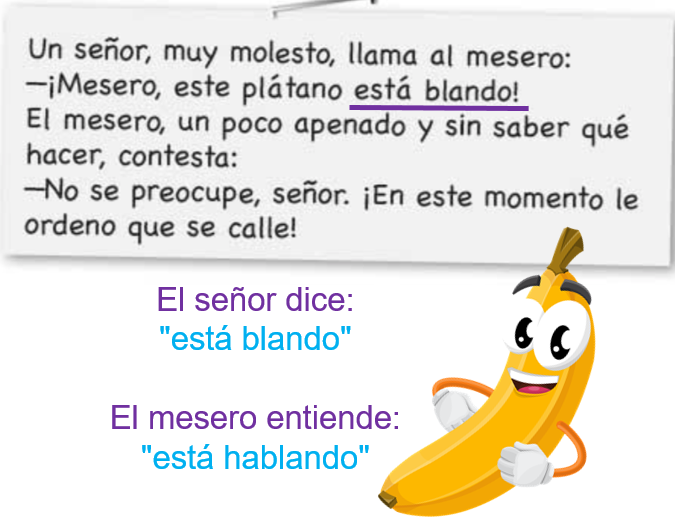 Un señor, muy molesto, llama al mesero:
—¡Mesero, este plátano está blando!
El mesero, un poco apenado y sin saber qué
hacer, contesta:
—No se preocupe, señor. ¡En este momento le
ordeno que se calle!
El señor dice:
"está blando"
El mesero entiende:
"está hablando"